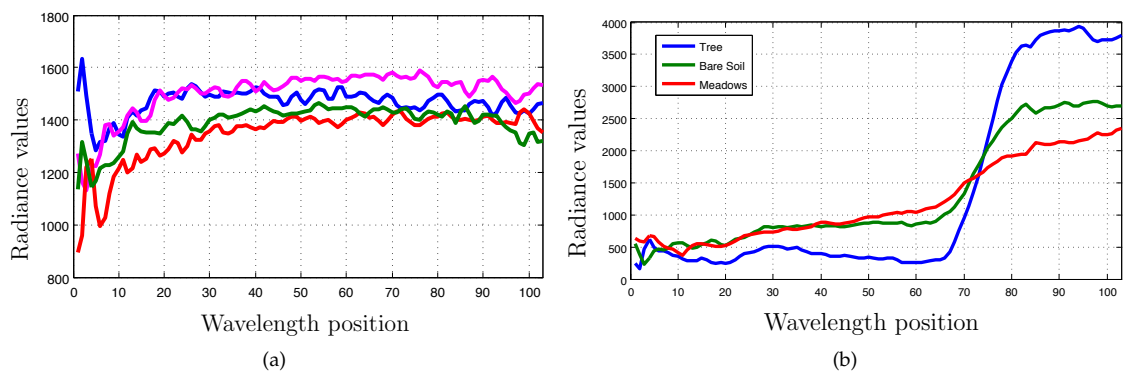 1800
1600
1400
1200
1000
800
0 10 20 30 40 50 60 70 80 90 100
Radiance values
Wavelength position
(a)
4000
3500
3000
2500
2000
1500
1000
500
0
0 10 20 30 40 50 60 70 80 90 100
Tree
Bare Soil
Meadows
Radiance values
Wavelength position
(b)